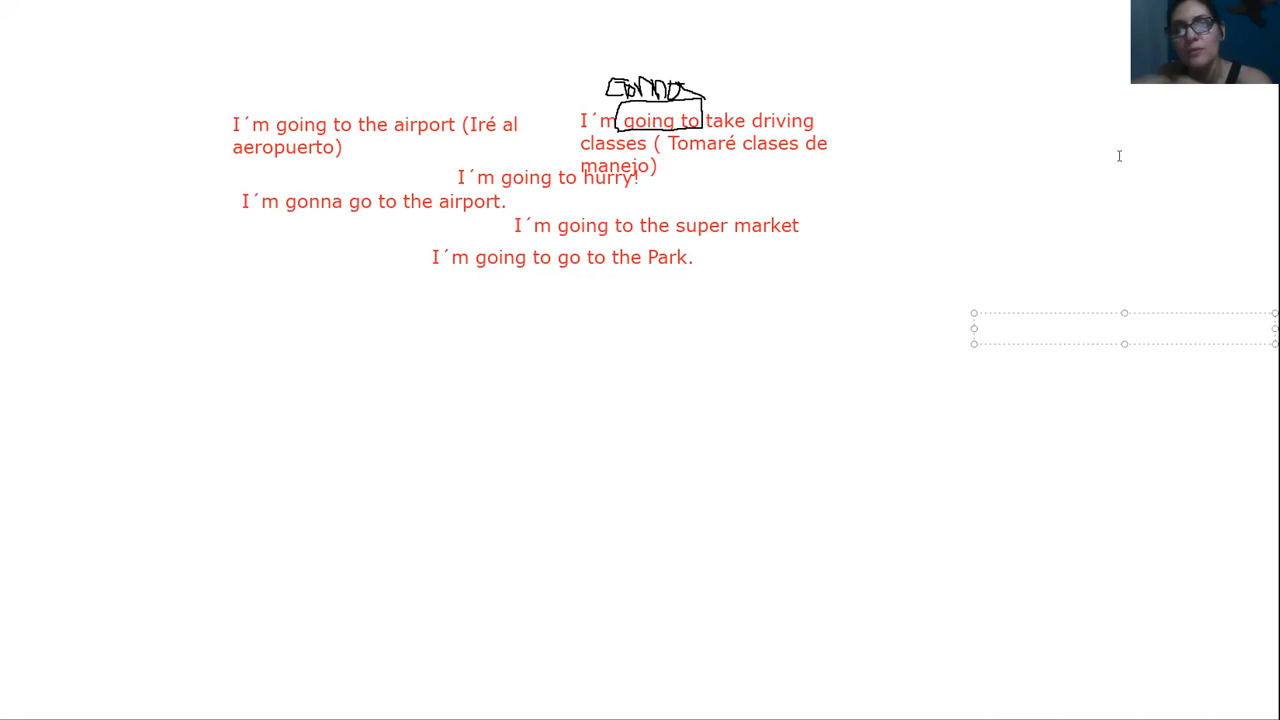 GONNA
I´m going to the airport (Iré al
aeropuerto)
I´m going to take driving
classes ( Tomaré clases de
manejo)
I´m going to hurry!
I´m gonna go to the airport.
I´m going to the super market
I´m going to go to the Park.